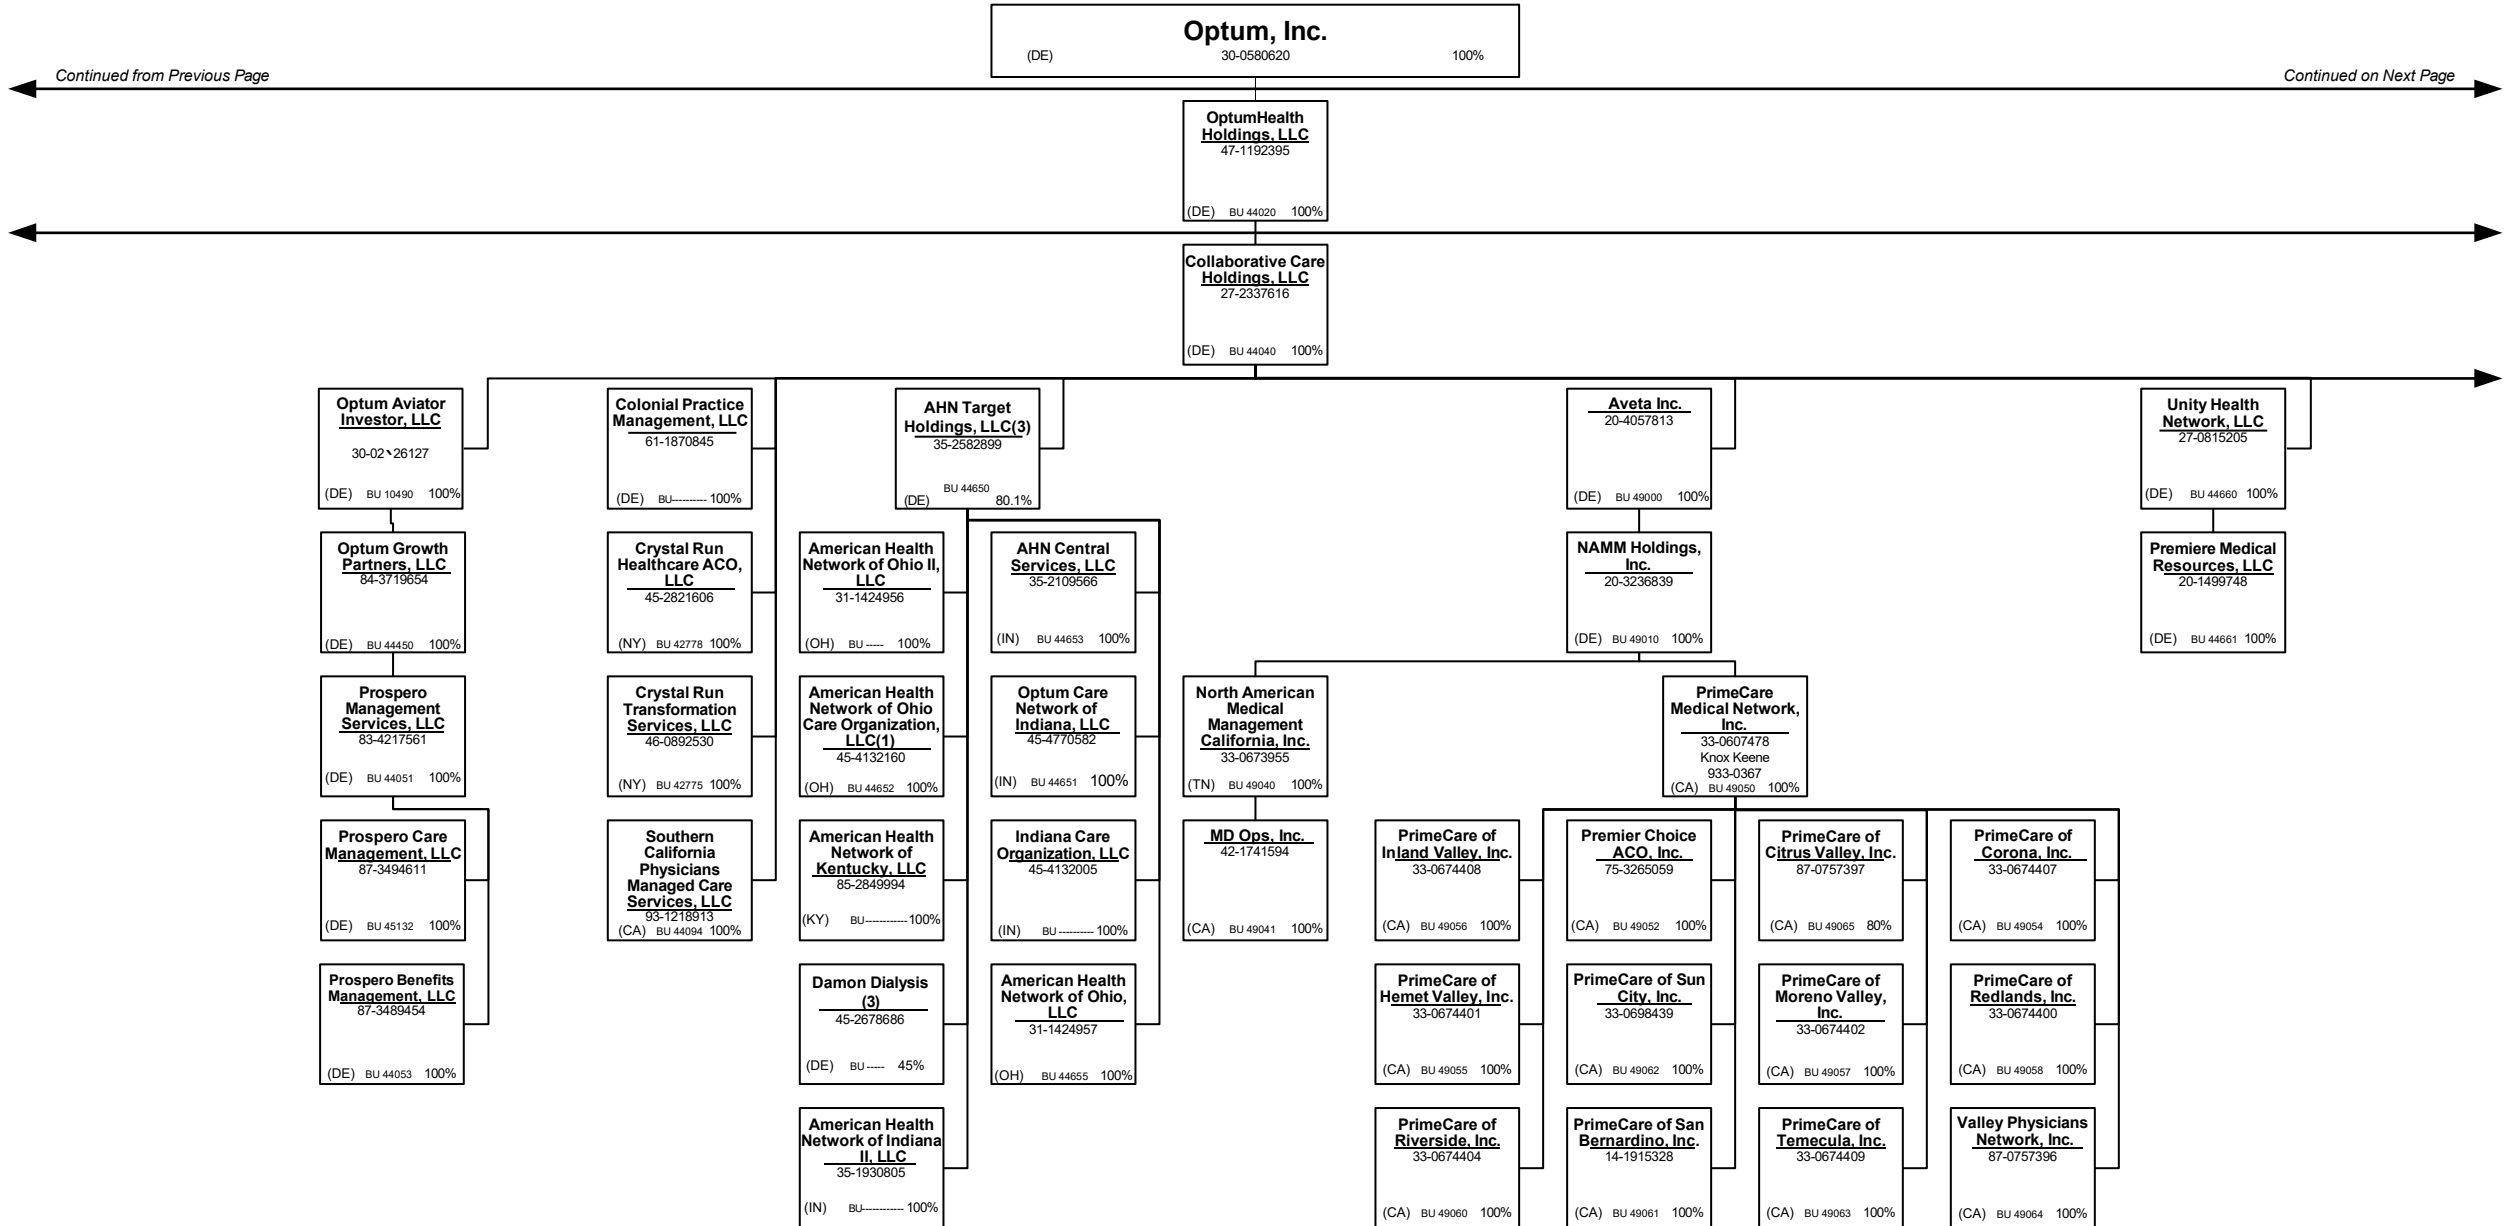 Optum, Inc.
(DE) 30-0580620 100%
Continued from Previous Page
Continued on Next Page
OptumHealth
Holdings, LLC
47-1192395
(DE) BU 44020 100%
Collaborative Care
Holdings, LLC
27-2337616
(DE) BU 44040 100%
Optum Aviator
Investor, LLC
30-02`26127
(DE) BU 10490 100%
Colonial Practice
Management, LLC
61-1870845
(DE) BU---------- 100%
AHN Target
Holdings, LLC(3)
35-2582899
BU 44650
(DE) 80.1%
Aveta Inc.
20-4057813
(DE) BU 49000 100%
Unity Health
Network, LLC
27-0815205
(DE) BU 44660 100%
Optum Growth
Partners, LLC
84-3719654
(DE) BU 44450 100%
Crystal Run
Healthcare ACO,
LLC
45-2821606
(NY) BU 42778 100%
American Health
Network of Ohio II,
LLC
31-1424956
(OH) BU ----- 100%
AHN Central
Services, LLC
35-2109566
(IN) BU 44653 100%
NAMM Holdings,
Inc.
20-3236839
(DE) BU 49010 100%
Premiere Medical
Resources, LLC
20-1499748
(DE) BU 44661 100%
Prospero
Management
Services, LLC
83-4217561
(DE) BU 44051 100%
Crystal Run
Transformation
Services, LLC
46-0892530
(NY) BU 42775 100%
American Health
Network of Ohio
Care Organization,
LLC(1)
45-4132160
(OH) BU 44652 100%
Optum Care
Network of
Indiana, LLC
45-4770582
(IN) BU 44651 100%
North American
Medical
Management
California, Inc.
33-0673955
(TN) BU 49040 100%
PrimeCare
Medical Network,
Inc.
33-0607478
Knox Keene
933-0367
(CA) BU 49050 100%
Prospero Care
Management, LLC
87-3494611
(DE) BU 45132 100%
Southern
California
Physicians
Managed Care
Services, LLC
93-1218913
(CA) BU 44094 100%
American Health
Network of
Kentucky, LLC
85-2849994
(KY) BU------------ 100%
Indiana Care
Organization, LLC
45-4132005
(IN) BU ---------- 100%
MD Ops, Inc.
42-1741594
(CA) BU 49041 100%
PrimeCare of
Inland Valley, Inc.
33-0674408
(CA) BU 49056 100%
Premier Choice
ACO, Inc.
75-3265059
(CA) BU 49052 100%
PrimeCare of
Citrus Valley, Inc.
87-0757397
(CA) BU 49065 80%
PrimeCare of
Corona, Inc.
33-0674407
(CA) BU 49054 100%
Prospero Benefits
Management, LLC
87-3489454
(DE) BU 44053 100%
Damon Dialysis
(3)
45-2678686
(DE) BU ----- 45%
American Health
Network of Ohio,
LLC
31-1424957
(OH) BU 44655 100%
PrimeCare of
Hemet Valley, Inc.
33-0674401
(CA) BU 49055 100%
PrimeCare of Sun
City, Inc.
33-0698439
(CA) BU 49062 100%
PrimeCare of
Moreno Valley,
Inc.
33-0674402
(CA) BU 49057 100%
PrimeCare of
Redlands, Inc.
33-0674400
(CA) BU 49058 100%
American Health
Network of Indiana
II, LLC
35-1930805
(IN) BU------------ 100%
PrimeCare of
Riverside, Inc.
33-0674404
(CA) BU 49060 100%
PrimeCare of San
Bernardino, Inc.
14-1915328
(CA) BU 49061 100%
PrimeCare of
Temecula, Inc.
33-0674409
(CA) BU 49063 100%
Valley Physicians
Network, Inc.
87-0757396
(CA) BU 49064 100%